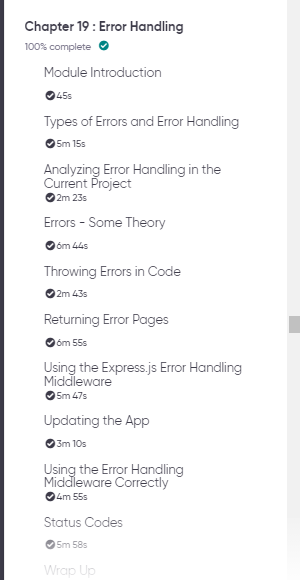 Chapter 19 : Error Handling
100% complete
Module Introduction
45s
Types of Errors and Error Handling
5m 15s
Analyzing Error Handling in the
Current Project
2m 23s
Errors - Some Theory
6m 44s
Throwing Errors in Code
2m 43s
Returning Error Pages
6m 55s
Using the Express.js Error Handling
Middleware
5m 47s
Updating the App
3m 10s
Using the Error Handling
Middleware Correctly
4m 55s
Status Codes
5m 58s
Wrap Up